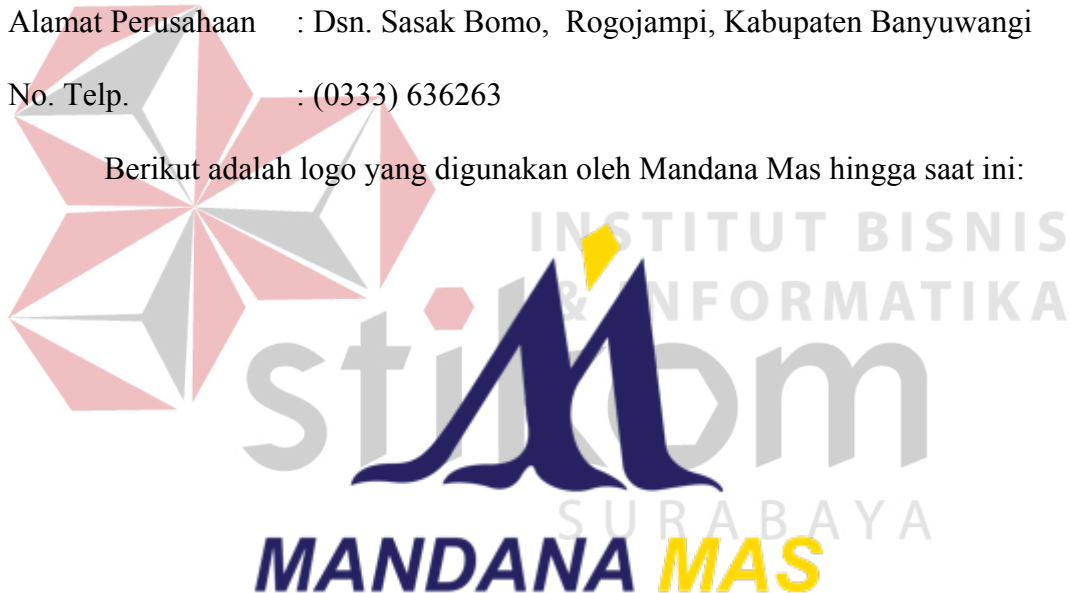 Alamat Perusahaan : Dsn. Sasak Bomo, Rogojampi, Kabupaten Banyuwangi
No. Telp. : (0333) 636263
Berikut adalah logo yang digunakan oleh Mandana Mas hingga saat ini:
INSTITUT BISNIS
& INFORMATIKA
stikom
SURABAYA
MANDANA MAS